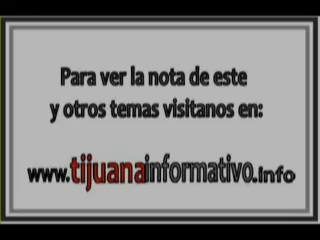 Para ver la nota de este
y otros temas visitanos en:
www.tijuanainformativo.info